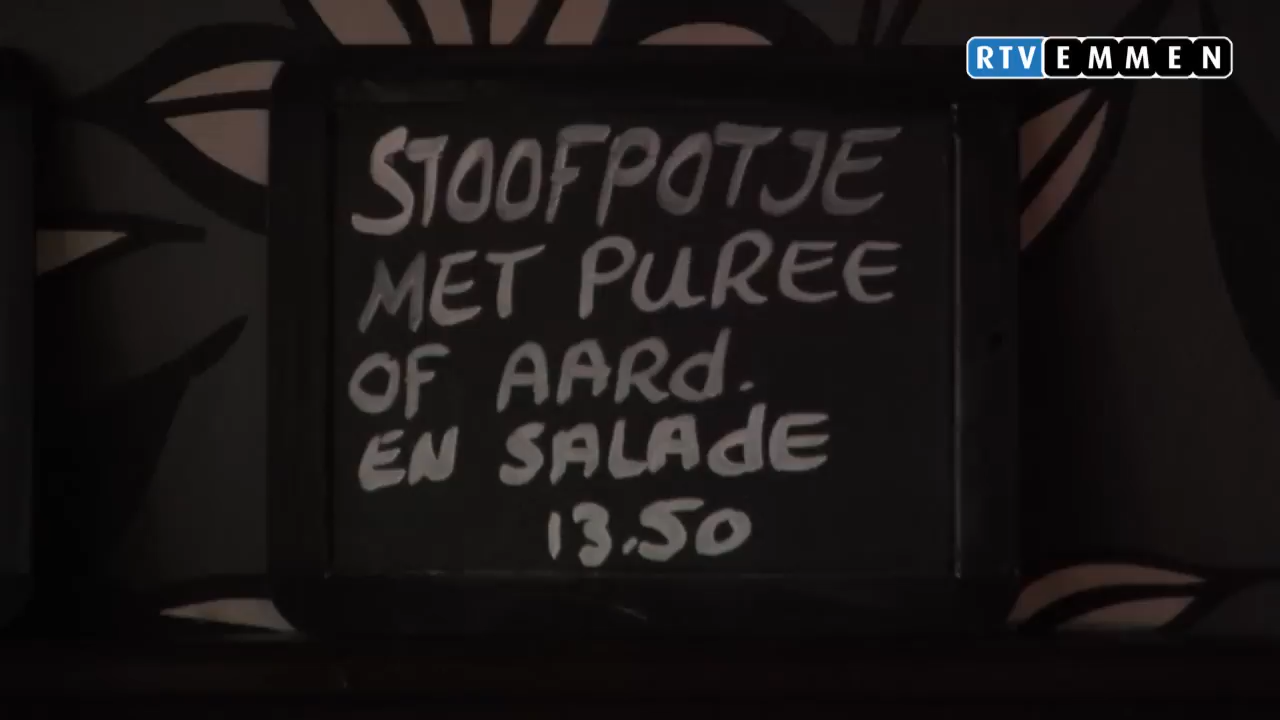 RTV EMMEN
STOOFPOTJE
MET PUREE
OF AARd.
EN SALAdE
13.50